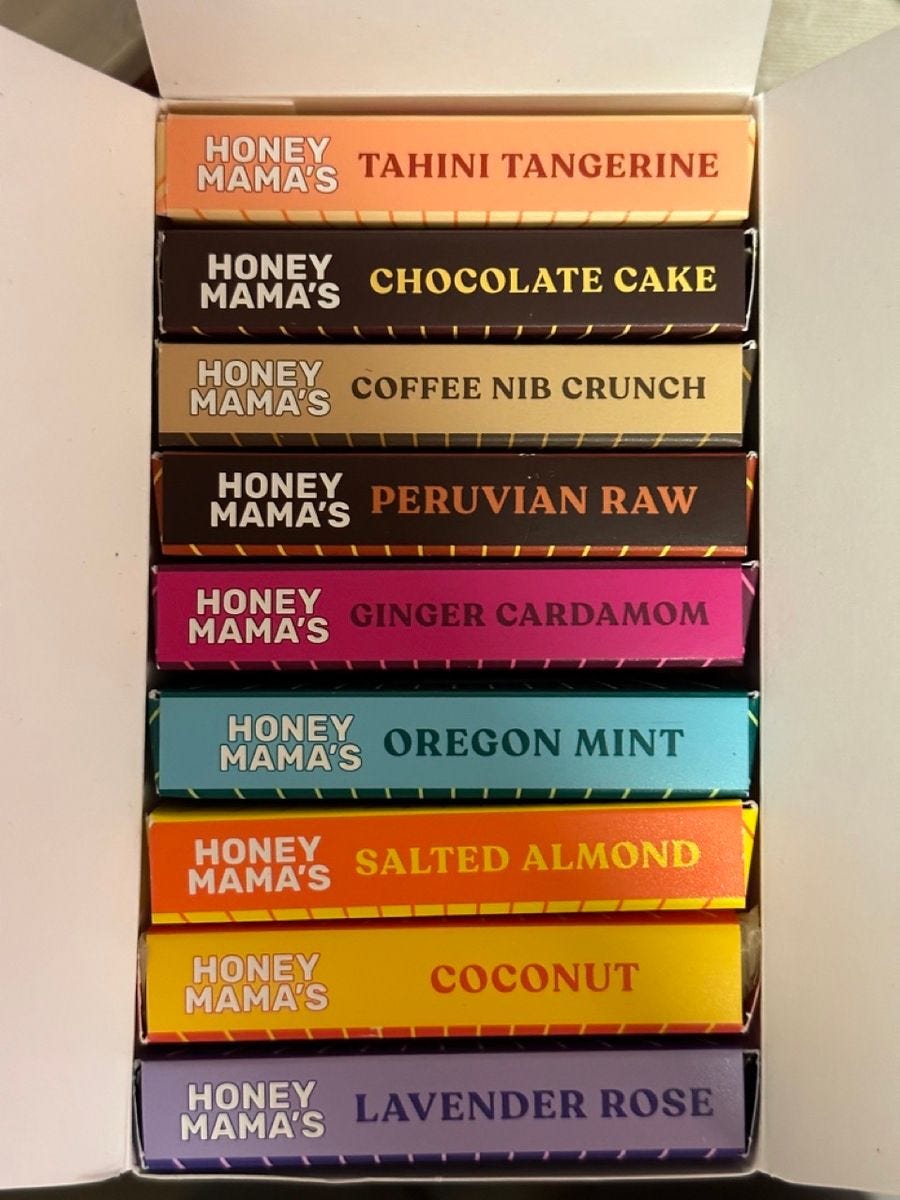 HONEY
MAMA'S
TAHINI TANGERINE
HONEY
MAMA'S
CHOCOLATE CAKE
HONEY
MAMA'S
COFFEE NIB CRUNCH
HONEY
MAMA'S
PERUVIAN RAW
HONEY
MAMA'S
GINGER CARDAMOM
HONEY
MAMA'S
OREGON MINT
HONEY
MAMA'S
SALTED ALMOND
HONEY
MAMA'S
COCONUT
HONEY
MAMA'S
LAVENDER ROSE